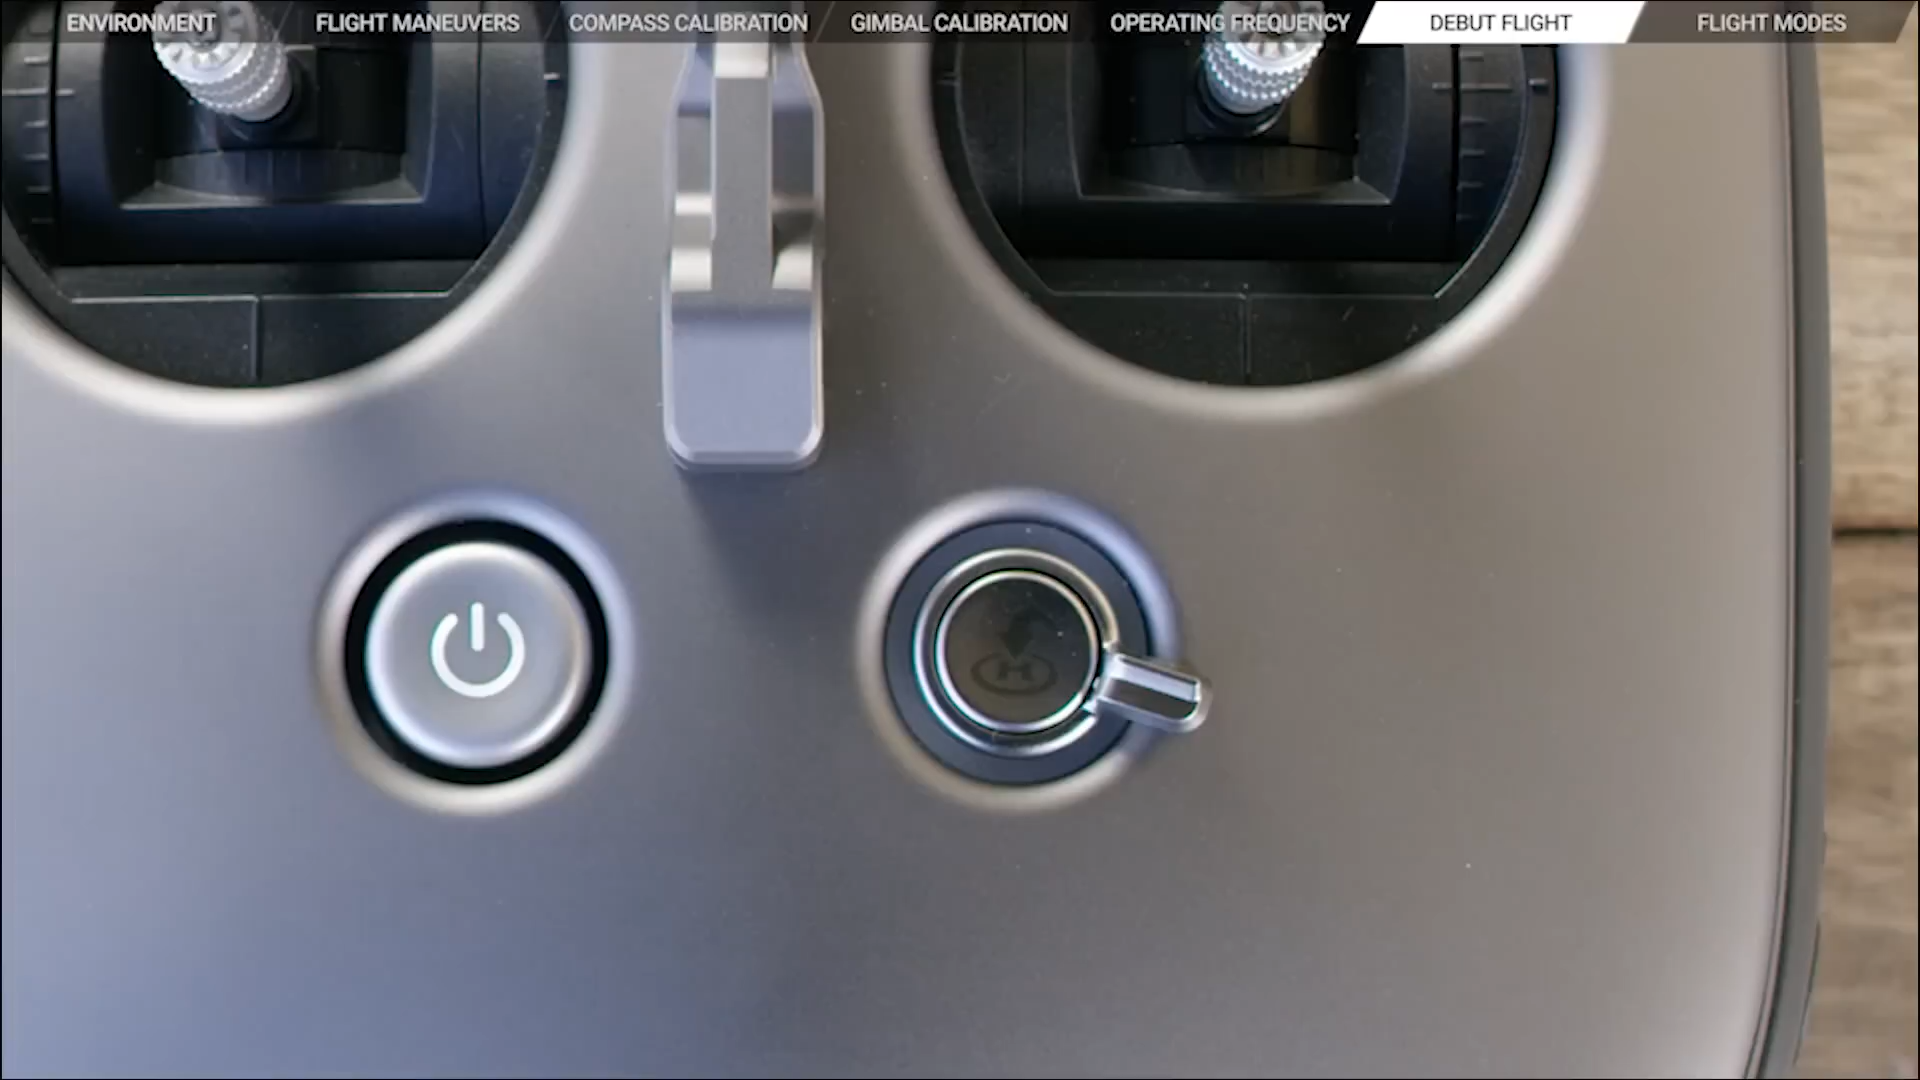 ENVIRONMENT
FLIGHT MANEUVERS
COMPASS CALIBRATION
GIMBAL CALIBRATION
OPERATING FREQUENCY
DEBUT FLIGHT
FLIGHT MODES
H